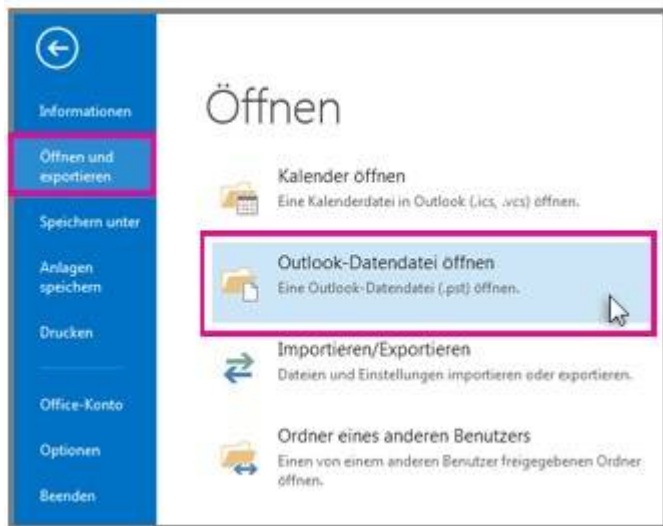 Informationen
Öffnen und
exportieren
Speichern unter
Anlagen
speichern
Drucken
Office-Konto
Optionen
Beenden
Öffnen
Kalender öffnen
Eine Kalenderdatei in Outlook (.ics, .vcs) öffnen.
Outlook-Datendatei öffnen
Eine Outlook-Datendatei (.pst) öffnen.
Importieren/Exportieren
Dateien und Einstellungen importieren oder exportieren.
Ordner eines anderen Benutzers
Einen von einem anderen Benutzer freigegebenen Ordner
öffnen.